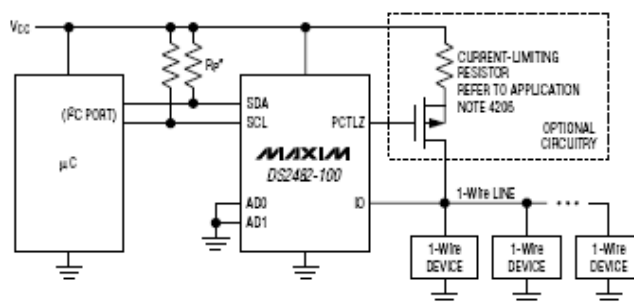 VCC
RP*
CURRENT-LIMITING
RESISTOR
REFER TO APPLICATION
NOTE 4206
OPTIONAL
CIRCUITRY
(I²C PORT)
µC
SDA
SCL
PCTLZ
MAXIM
DS2482-100
AD0
AD1
IO
1-Wire LINE
1-Wire
DEVICE
1-Wire
DEVICE
1-Wire
DEVICE